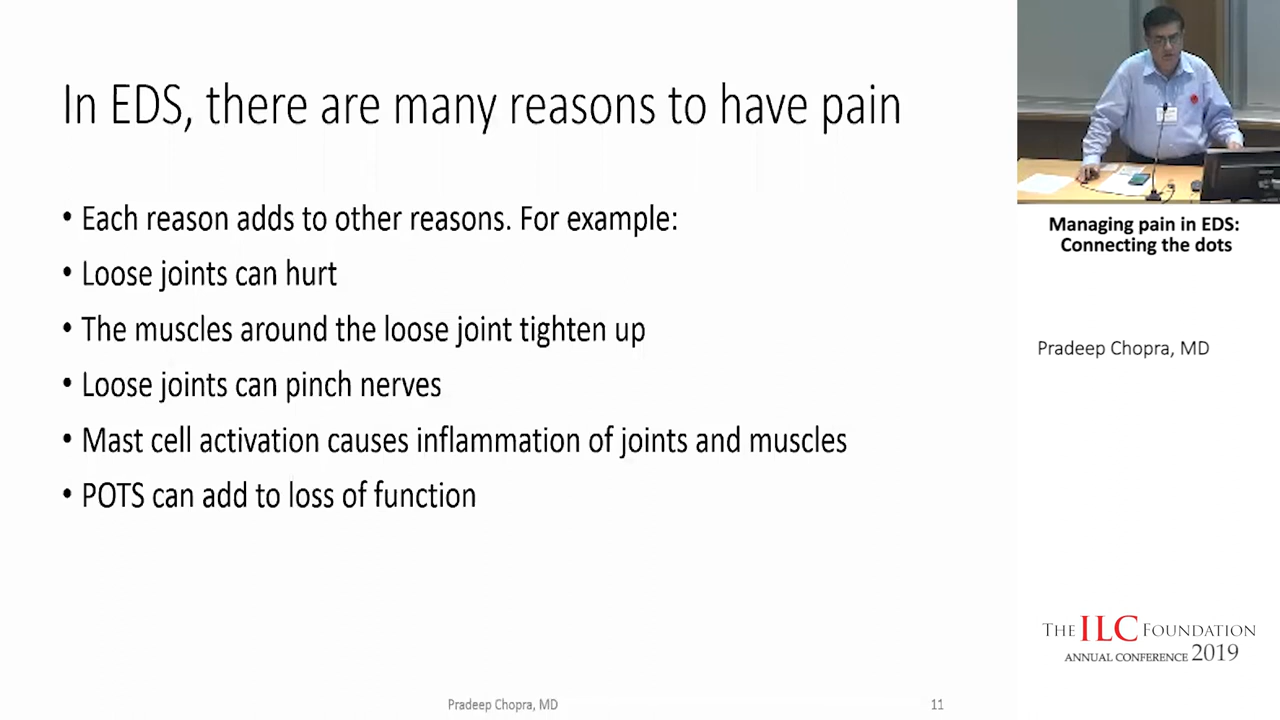 In EDS, there are many reasons to have pain
• Each reason adds to other reasons. For example:
• Loose joints can hurt
• The muscles around the loose joint tighten up
• Loose joints can pinch nerves
• Mast cell activation causes inflammation of joints and muscles
• POTS can add to loss of function
Pradeep Chopra, MD
11
Managing pain in EDS:
Connecting the dots
Pradeep Chopra, MD
THE ILC FOUNDATION
ANNUAL CONFERENCE 2019